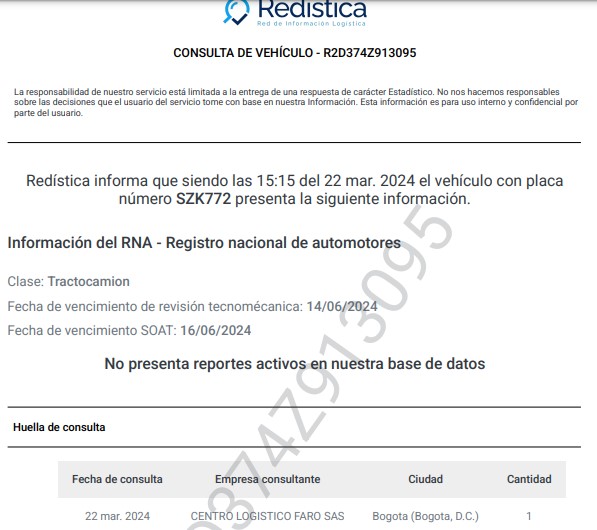 Redística
Red de Información Logística
CONSULTA DE VEHÍCULO - R2D374Z913095
La responsabilidad de nuestro servicio está limitada a la entrega de una respuesta de carácter Estadístico. No nos hacemos responsables
sobre las decisiones que el usuario del servicio tome con base en nuestra Información. Esta información es para uso interno y confidencial por
parte del usuario.
Redística informa que siendo las 15:15 del 22 mar. 2024 el vehículo con placa
número SZK772 presenta la siguiente información.
Información del RNA - Registro nacional de automotores
Clase: Tractocamion
Fecha de vencimiento de revisión tecnomécanica: 14/06/2024
Fecha de vencimiento SOAT: 16/06/2024
No presenta reportes activos en nuestra base de datos
Huella de consulta
Fecha de consulta Empresa consultante Ciudad Cantidad
22 mar. 2024 CENTRO LOGISTICO FARO SAS Bogota (Bogota, D.C.) 1